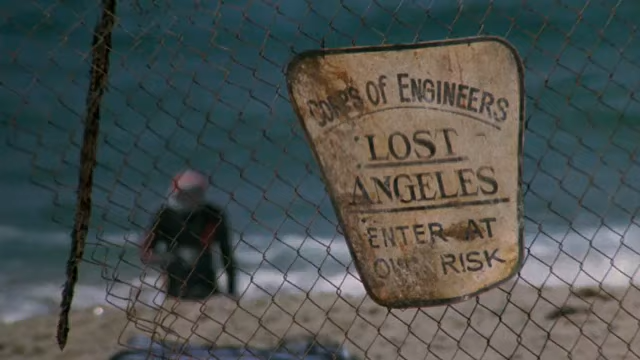 CORPS OF ENGINEERS
LOST
ANGELES
ENTER AT
OWN RISK